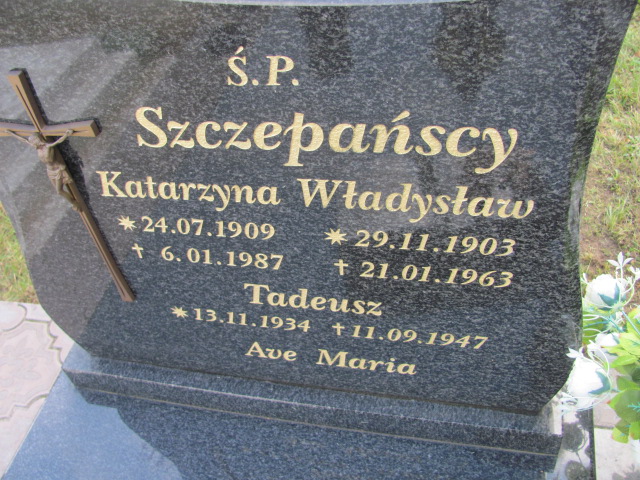 Ś.P.
Szczepańscy
Katarzyna Władysław
✷24.07.1909 ✷29.11.1903
✝ 6.01.1987 ✝21.01.1963
Tadeusz
✷13.11.1934 ✝11.09.1947
Ave Maria